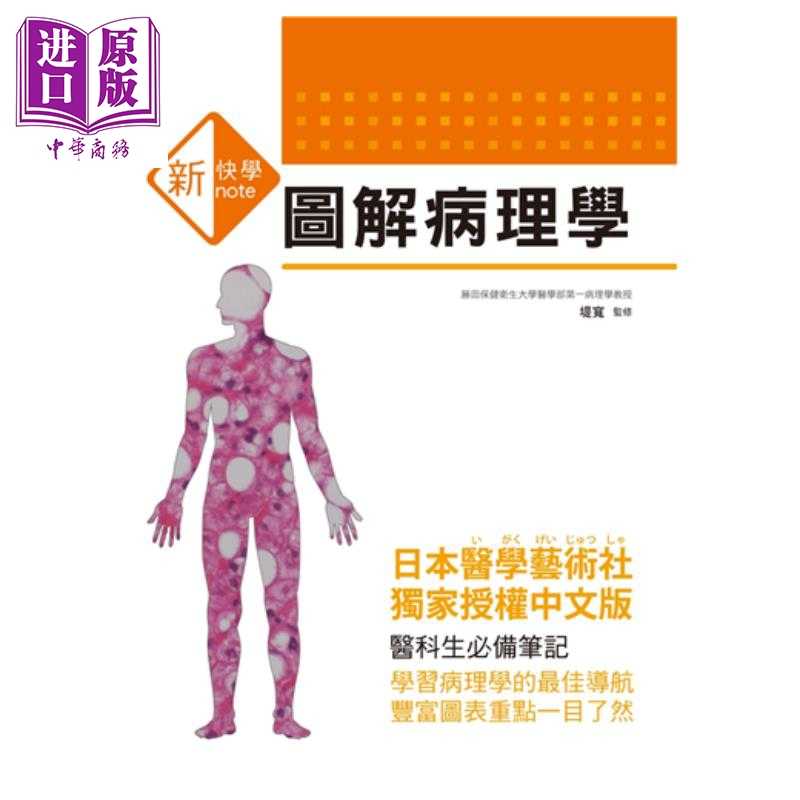 进口
原版
中華商務
新
快學
note
圖解病理學
藤田保健衛生大學醫學部第一病理學教授
堤寬 監修
い がく げい じゅつ しゃ
日本醫學藝術社
獨家授權中文版
醫科生必備筆記
學習病理學的最佳導航
豐富圖表重點一目了然